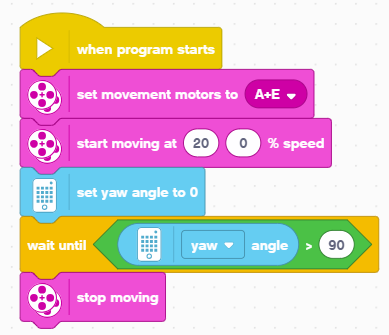 when program starts
set movement motors to A+E
start moving at 20 0 % speed
set yaw angle to 0
wait until yaw angle > 90
stop moving